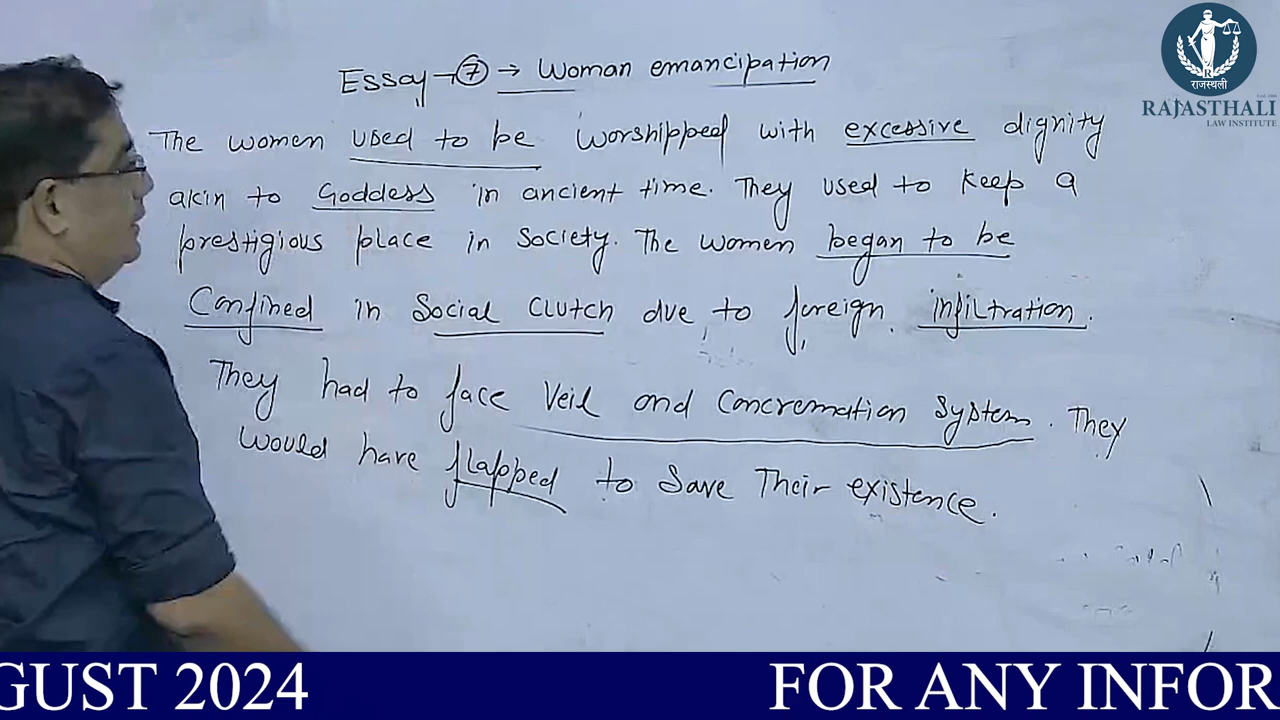 Essay → ⑦ → Woman emancipation
The women used to be worshipped with excessive dignity
akin to Goddess in ancient time. They used to keep a
prestigious place in society. The women began to be
Confined in Social Clutch due to foreign infiltration.
They had to face Veil and Concremation System. They
would have flapped to save Their existence.
राजस्थली
RAJASTHALI
LAW INSTITUTE
GUST 2024 FOR ANY INFOR